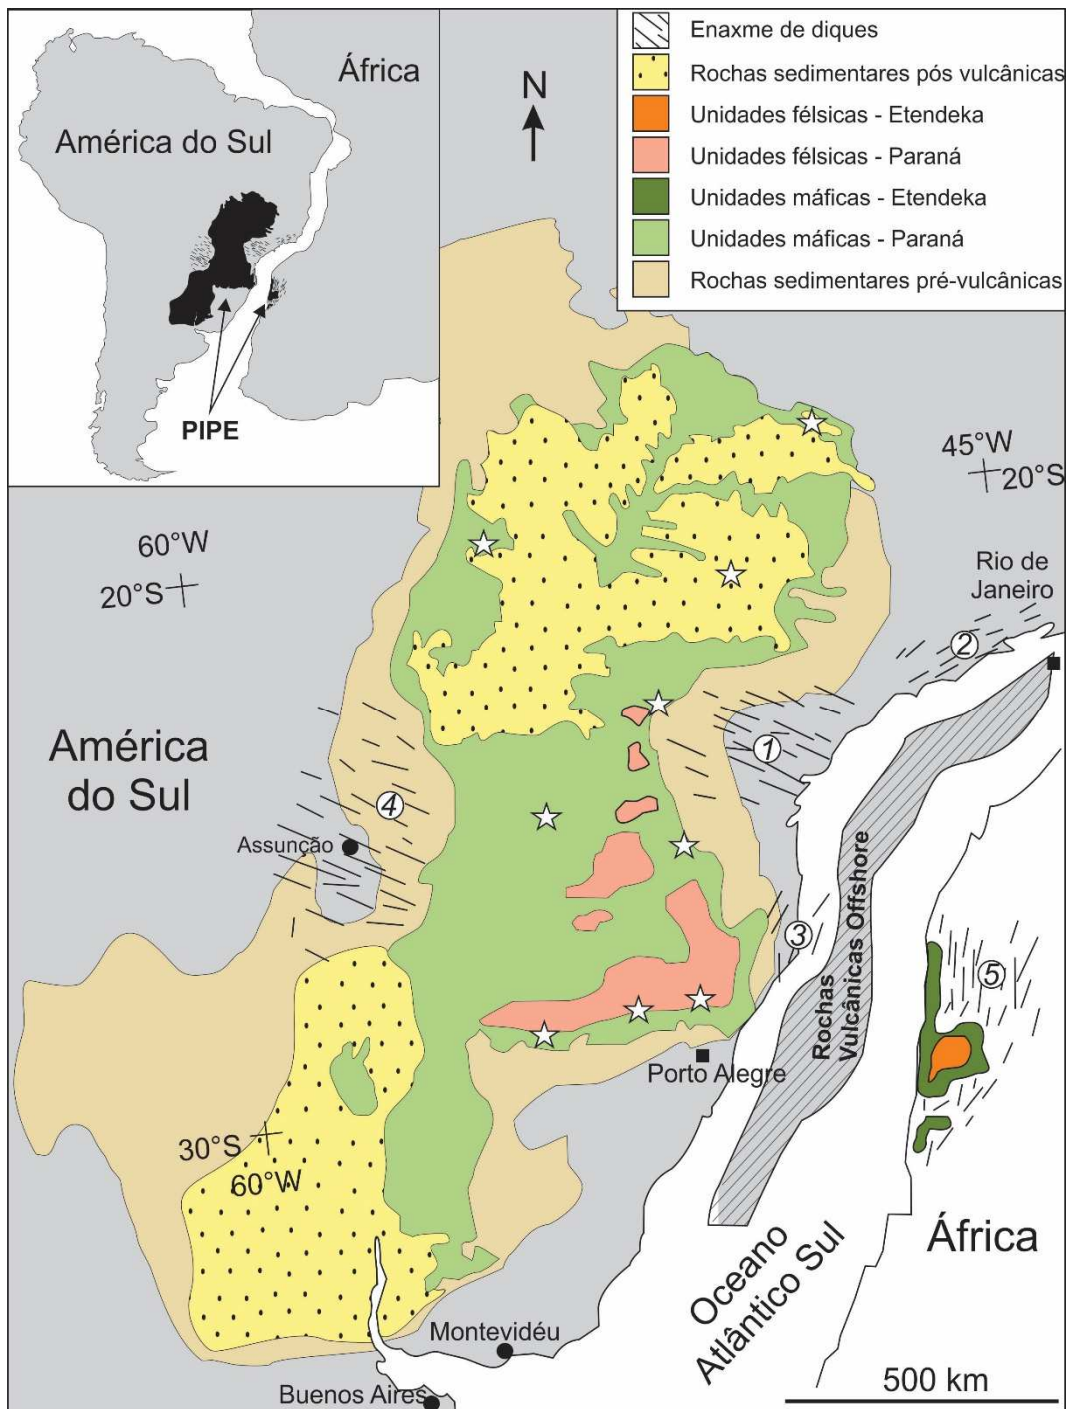 África
América do Sul
PIPE
N
Enaxme de diques
Rochas sedimentares pós vulcânicas
Unidades félsicas - Etendeka
Unidades félsicas - Paraná
Unidades máficas - Etendeka
Unidades máficas - Paraná
Rochas sedimentares pré-vulcânicas
45°W
20°S
60°W
20°S
Rio de
Janeiro
2
América
do Sul
1
4
Assunção
3
Rochas
Vulcânicas Offshore
5
Porto Alegre
30°S
60°W
Oceano
Atlântico Sul
África
Montevidéu
Buenos Aires
500 km